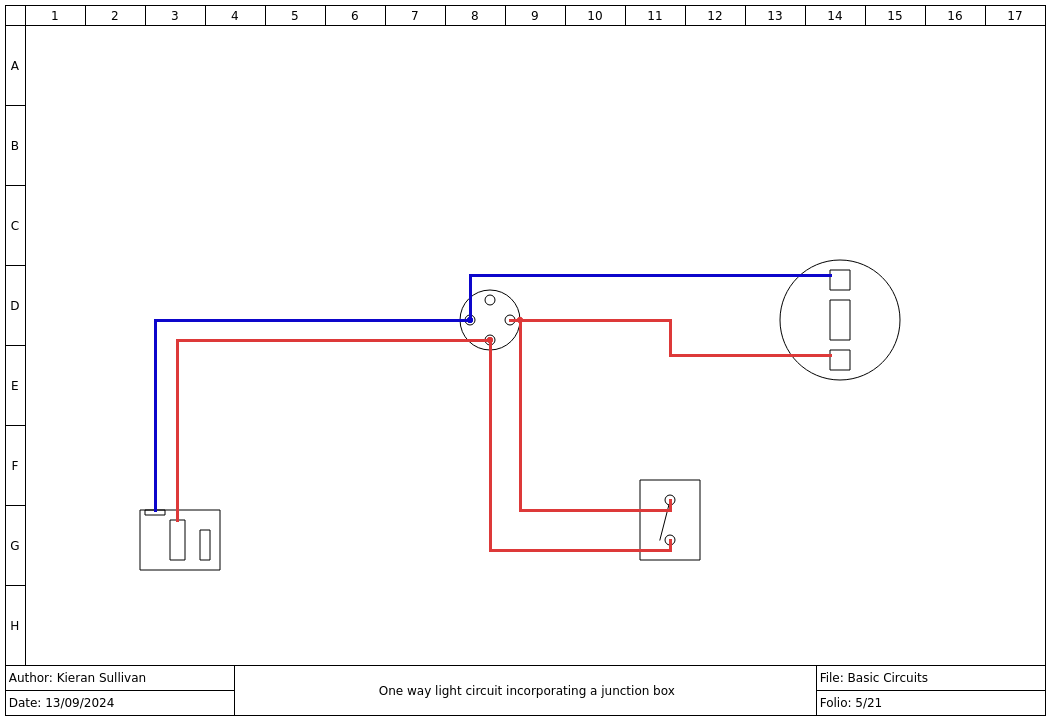 1 2 3 4 5 6 7 8 9 10 11 12 13 14 15 16 17
A
B
C
D
E
F
G
H
Author: Kieran Sullivan
Date: 13/09/2024
One way light circuit incorporating a junction box
File: Basic Circuits
Folio: 5/21